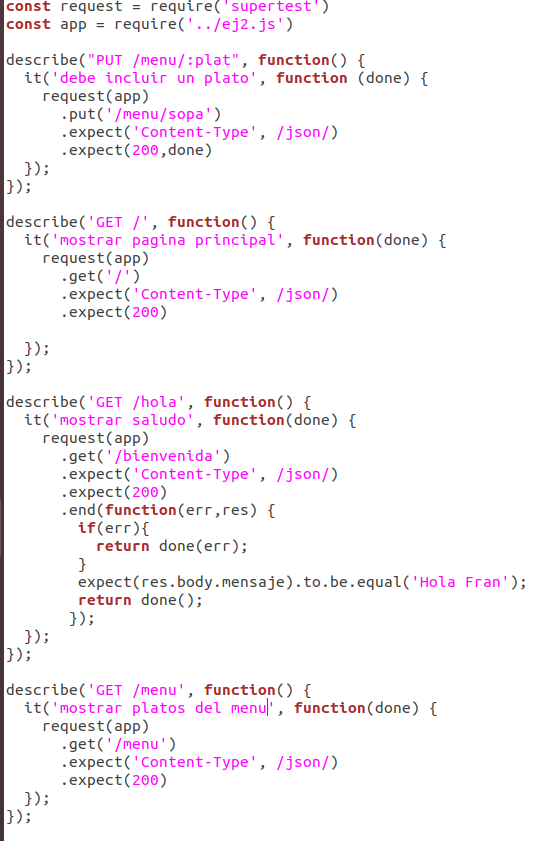 const request = require('supertest')
const app = require('../ej2.js')

describe("PUT /menu/:plat", function() {
  it('debe incluir un plato', function (done) {
    request(app)
      .put('/menu/sopa')
      .expect('Content-Type', /json/)
      .expect(200,done)
  });
});

describe('GET /', function() {
  it('mostrar pagina principal', function(done) {
    request(app)
      .get('/')
      .expect('Content-Type', /json/)
      .expect(200)

  });
});

describe('GET /hola', function() {
  it('mostrar saludo', function(done) {
    request(app)
      .get('/bienvenida')
      .expect('Content-Type', /json/)
      .expect(200)
      .end(function(err,res) {
        if(err){
          return done(err);
        }
        expect(res.body.mensaje).to.be.equal('Hola Fran');
        return done();
       });
  });
});

describe('GET /menu', function() {
  it('mostrar platos del menu', function(done) {
    request(app)
      .get('/menu')
      .expect('Content-Type', /json/)
      .expect(200)
  });
});